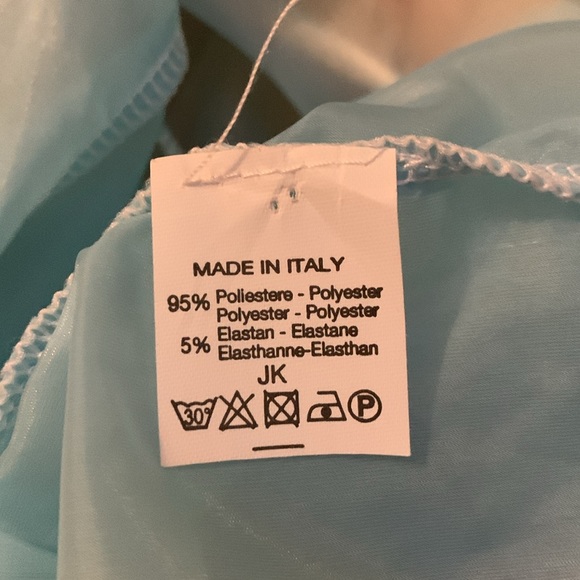 MADE IN ITALY
95% Poliestere - Polyester
Polyester - Polyester
5% Elastan - Elastane
Elasthanne-Elasthan
JK
30° P